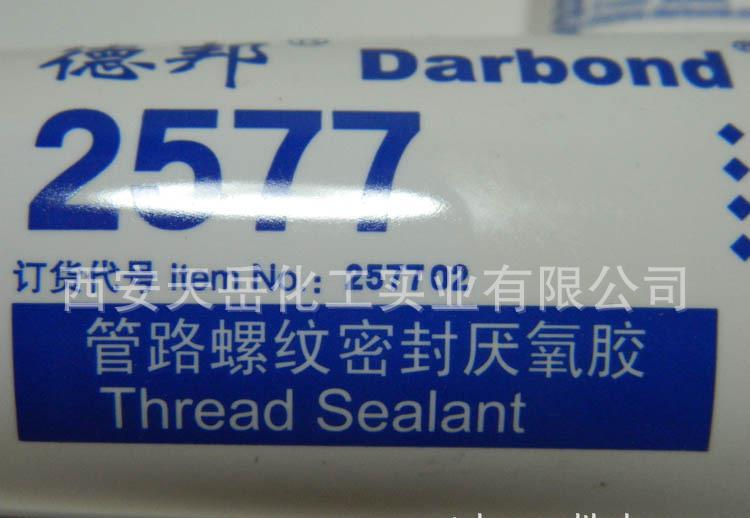 德邦® Darbond®
2577
订货代号 Item No.: 257702
西安天岳化工实业有限公司
管路螺纹密封厌氧胶
Thread Sealant